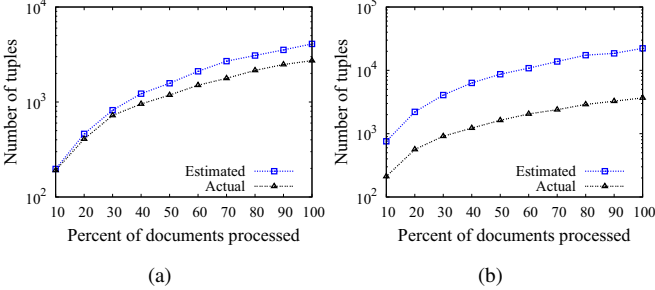 10^4
10^3
10^2
Number of tuples
Estimated
Actual
10 20 30 40 50 60 70 80 90 100
Percent of documents processed
(a)
10^5
10^4
10^3
10^2
Number of tuples
Estimated
Actual
10 20 30 40 50 60 70 80 90 100
Percent of documents processed
(b)